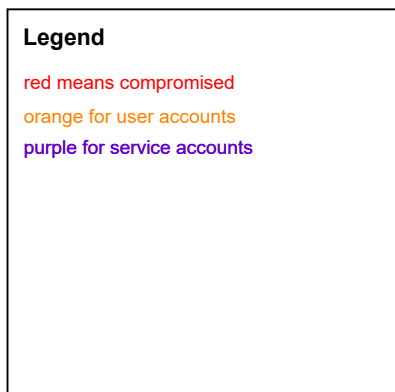 Legend
red means compromised
orange for user accounts
purple for service accounts